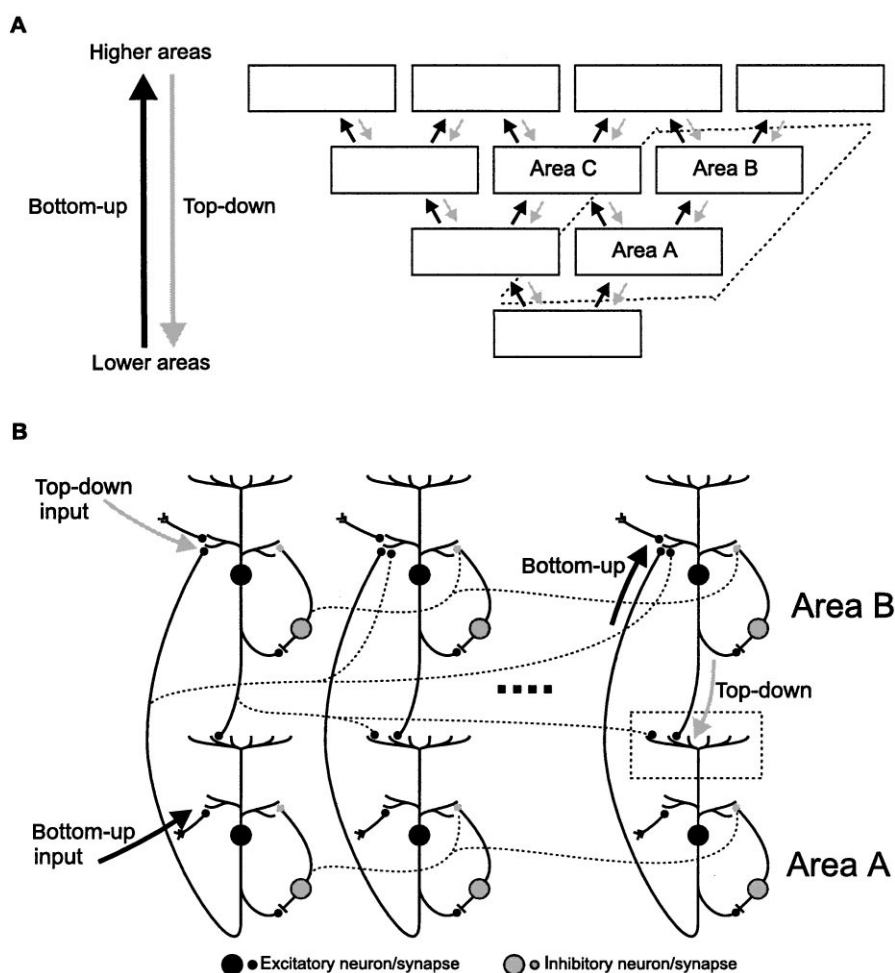 A
Higher areas
Bottom-up
Top-down
Lower areas
Area C
Area B
Area A
B
Top-down
input
Bottom-up
Area B
Top-down
Bottom-up
input
Area A
Excitatory neuron/synapse
Inhibitory neuron/synapse